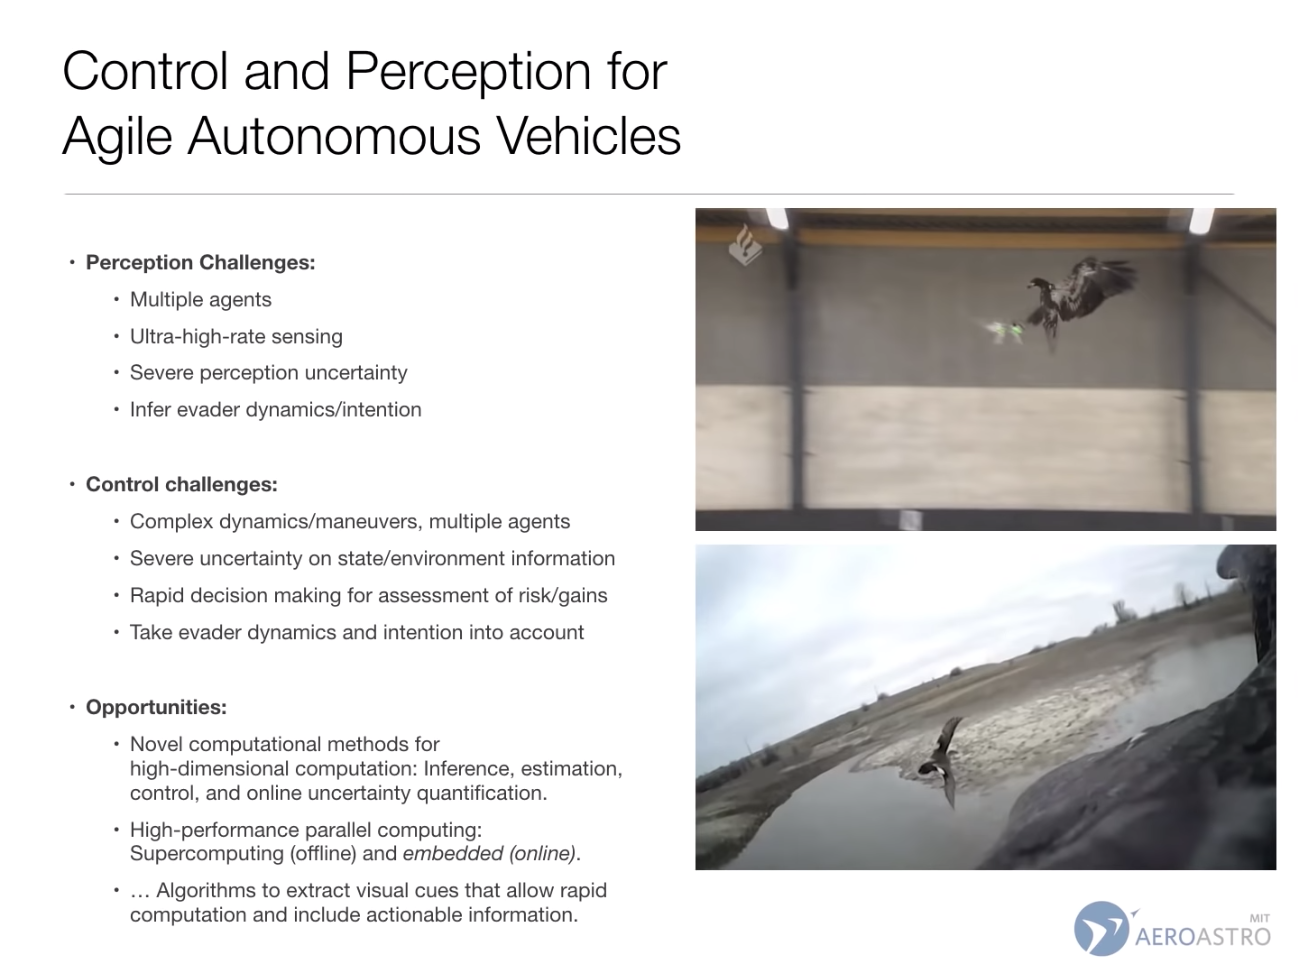 Control and Perception for
Agile Autonomous Vehicles
• Perception Challenges:
• Multiple agents
• Ultra-high-rate sensing
• Severe perception uncertainty
• Infer evader dynamics/intention
• Control challenges:
• Complex dynamics/maneuvers, multiple agents
• Severe uncertainty on state/environment information
• Rapid decision making for assessment of risk/gains
• Take evader dynamics and intention into account
• Opportunities:
• Novel computational methods for
high-dimensional computation: Inference, estimation,
control, and online uncertainty quantification.
• High-performance parallel computing:
Supercomputing (offline) and embedded (online).
• … Algorithms to extract visual cues that allow rapid
computation and include actionable information.
MIT
AEROASTRO